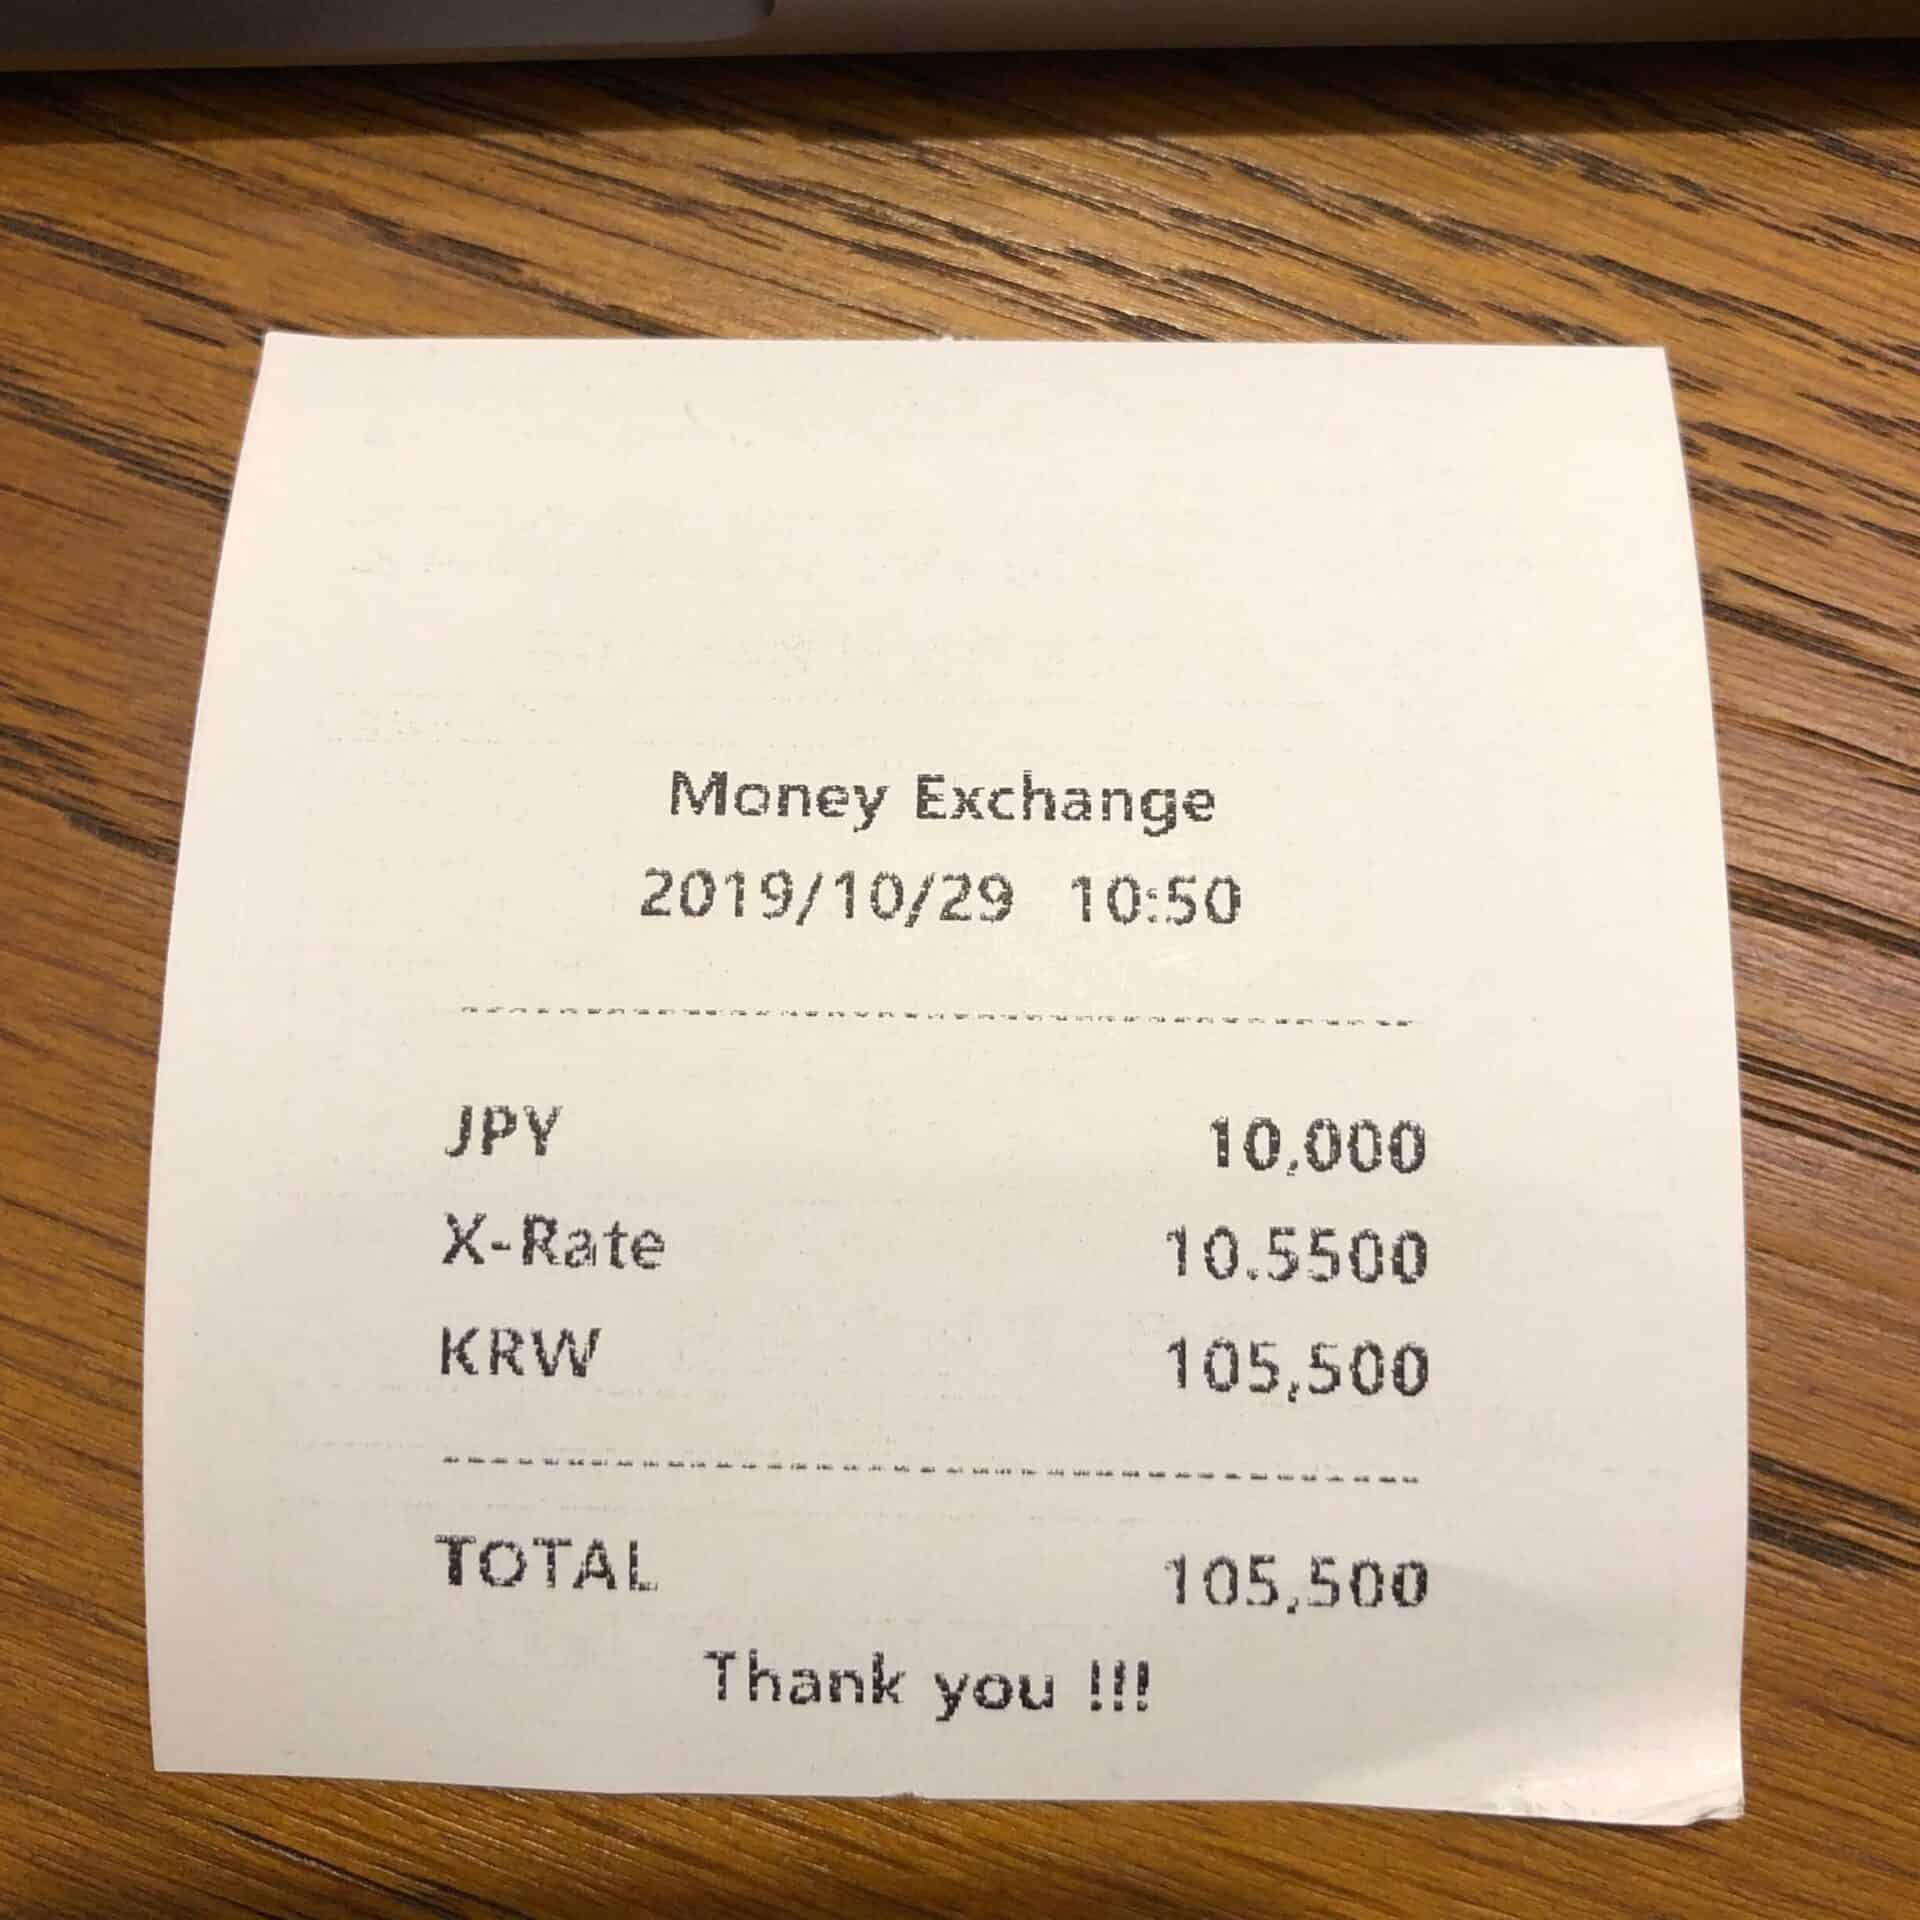 Money Exchange
2019/10/29 10:50
JPY 10,000
X-Rate 10.5500
KRW 105,500
TOTAL 105,500
Thank you !!!